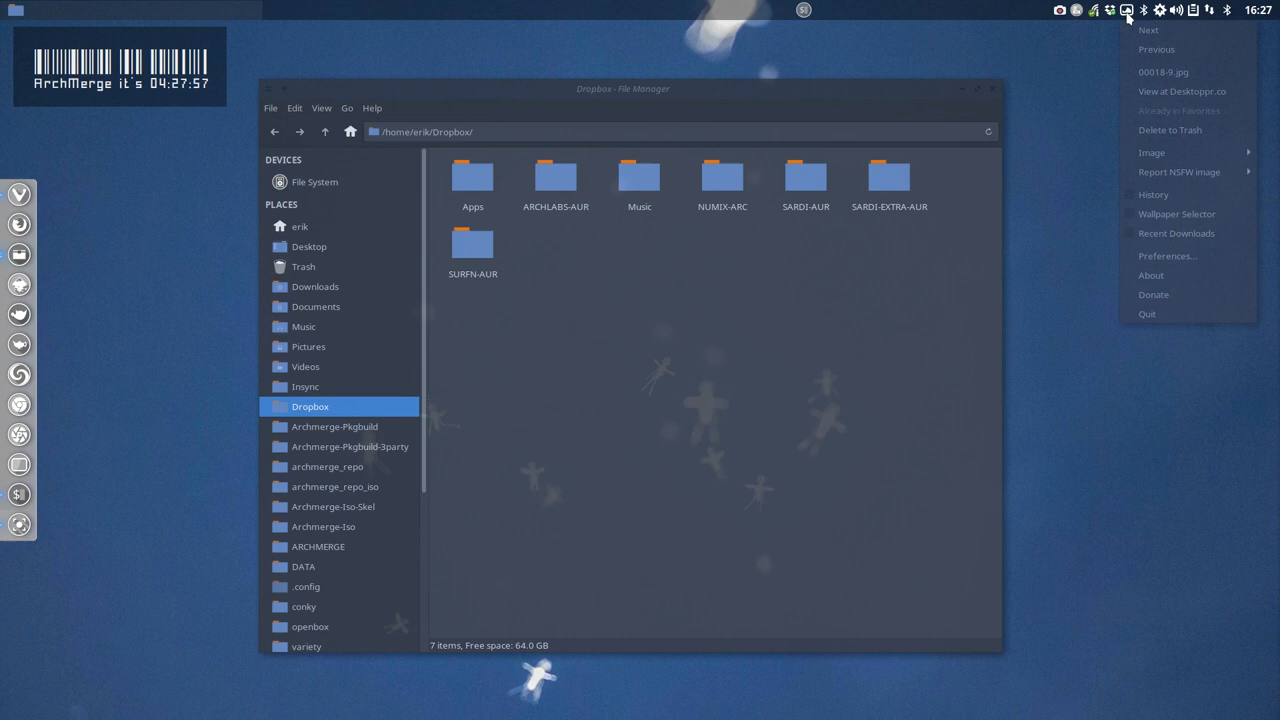 16:27
ArchMerge it's 04:27:57
Next
Previous
00018-9.jpg
View at Desktoppr.co
Already in Favorites
Delete to Trash
Image
Report NSFW image
History
Wallpaper Selector
Recent Downloads
Preferences...
About
Donate
Quit
Dropbox - File Manager
File Edit View Go Help
/home/erik/Dropbox/
DEVICES
File System
PLACES
erik
Desktop
Trash
Downloads
Documents
Music
Pictures
Videos
Insync
Dropbox
Archmerge-Pkgbuild
Archmerge-Pkgbuild-3party
archmerge_repo
archmerge_repo_iso
Archmerge-Iso-Skel
Archmerge-Iso
ARCHMERGE
DATA
.config
conky
openbox
variety
Apps ARCHLABS-AUR Music NUMIX-ARC SARDI-AUR SARDI-EXTRA-AUR
SURFN-AUR
7 items, Free space: 64.0 GB